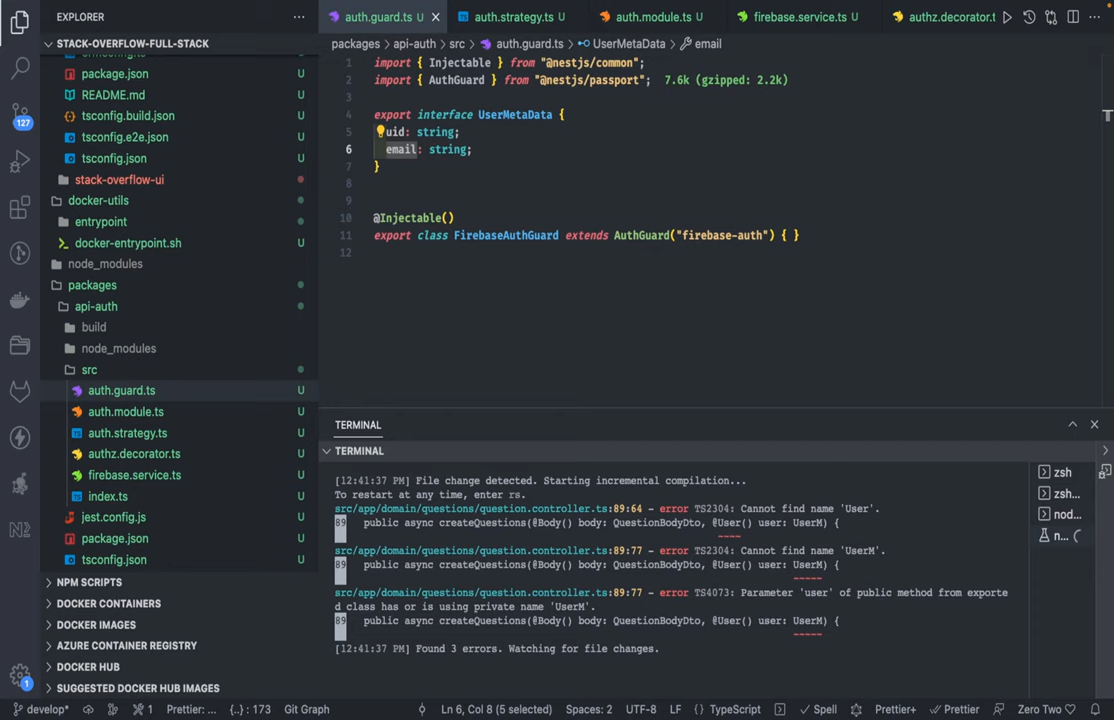 EXPLORER
auth.guard.ts
auth.strategy.ts U
auth.module.ts U
firebase.service.ts U
authz.decorator.t
STACK-OVERFLOW-FULL-STACK
packages > api-auth > src > auth.guard.ts > UserMetaData > email
package.json U
README.md U
tsconfig.build.json U
tsconfig.e2e.json U
tsconfig.json U
stack-overflow-ui
docker-utils
entrypoint
docker-entrypoint.sh U
node_modules
packages
api-auth
build
node_modules
src
auth.guard.ts U
auth.module.ts U
auth.strategy.ts U
authz.decorator.ts U
firebase.service.ts U
index.ts U
jest.config.js U
package.json U
tsconfig.json U
NPM SCRIPTS
DOCKER CONTAINERS
DOCKER IMAGES
AZURE CONTAINER REGISTRY
DOCKER HUB
SUGGESTED DOCKER HUB IMAGES
127
1
1 import { Injectable } from "@nestjs/common";
2 import { AuthGuard } from "@nestjs/passport"; 7.6k (gzipped: 2.2k)
3
4 export interface UserMetaData {
5 uid: string;
6 email: string;
7 }
8
9
10 @Injectable()
11 export class FirebaseAuthGuard extends AuthGuard("firebase-auth") { }
12
TERMINAL
TERMINAL
[12:41:37 PM] File change detected. Starting incremental compilation...
To restart at any time, enter rs.
src/app/domain/questions/question.controller.ts:89:64 - error TS2304: Cannot find name 'User'.
89 public async createQuestions(@Body() body: QuestionBodyDto, @User() user: UserM) {
src/app/domain/questions/question.controller.ts:89:77 - error TS2304: Cannot find name 'UserM'.
89 public async createQuestions(@Body() body: QuestionBodyDto, @User() user: UserM) {
src/app/domain/questions/question.controller.ts:89:77 - error TS4073: Parameter 'user' of public method from exporte
d class has or is using private name 'UserM'.
89 public async createQuestions(@Body() body: QuestionBodyDto, @User() user: UserM) {
[12:41:37 PM] Found 3 errors. Watching for file changes.
zsh
zsh...
nod...
n...
develop* 1 Prettier: ... {..} : 173 Git Graph Ln 6, Col 8 (5 selected) Spaces: 2 UTF-8 LF TypeScript Spell Prettier+ Prettier Zero Two